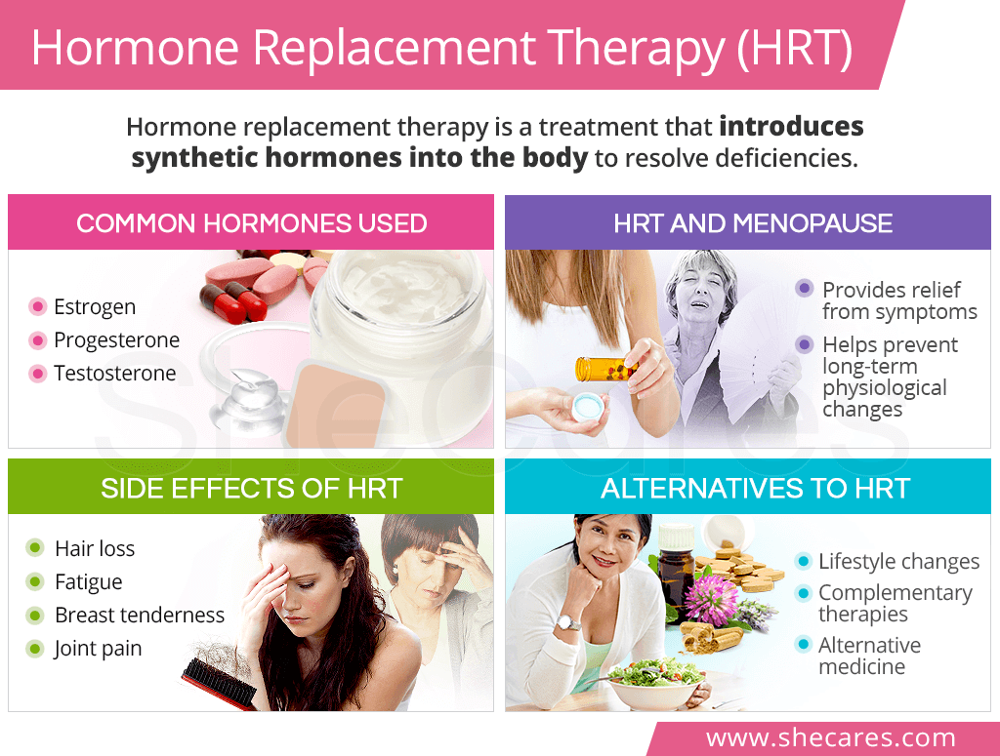 Hormone Replacement Therapy (HRT)
Hormone replacement therapy is a treatment that introduces
synthetic hormones into the body to resolve deficiencies.
COMMON HORMONES USED
Estrogen
Progesterone
Testosterone
HRT AND MENOPAUSE
Provides relief
from symptoms
Helps prevent
long-term
physiological
changes
SheCares
SIDE EFFECTS OF HRT
Hair loss
Fatigue
Breast tenderness
Joint pain
ALTERNATIVES TO HRT
Lifestyle changes
Complementary
therapies
Alternative
medicine
www.shecares.com